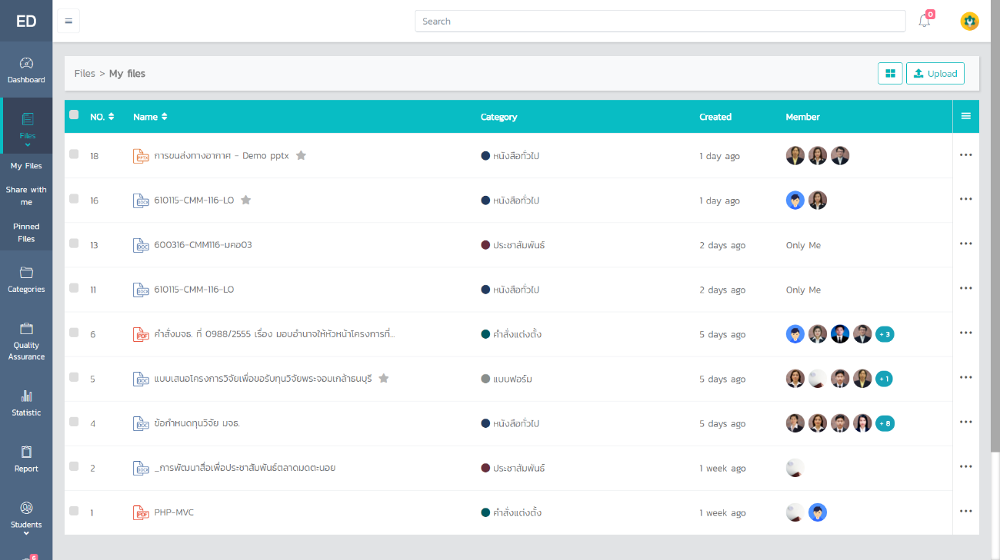 ED
Search
0
Dashboard
Files
My Files
Share with
me
Pinned
Files
Categories
Quality
Assurance
Statistic
Report
Students
6
Files > My files
Upload
NO. Name Category Created Member
18 PPTX การขนส่งทางอากาศ - Demo pptx หนังสือทั่วไป 1 day ago
16 DOCX 610115-CMM-116-LO หนังสือทั่วไป 1 day ago
13 DOC 600316-CMM116-มคอ03 ประชาสัมพันธ์ 2 days ago Only Me
11 DOCX 610115-CMM-116-LO หนังสือทั่วไป 2 days ago Only Me
6 PDF คำสั่งมจธ. ที่ 0988/2555 เรื่อง มอบอำนาจให้หัวหน้าโครงการที่... คำสั่งแต่งตั้ง 5 days ago + 3
5 DOC แบบเสนอโครงการวิจัยเพื่อขอรับทุนวิจัยพระจอมเกล้าธนบุรี แบบฟอร์ม 5 days ago + 1
4 DOC ข้อกำหนดทุนวิจัย มจธ. หนังสือทั่วไป 5 days ago + 8
2 DOCX _การพัฒนาสื่อเพื่อประชาสัมพันธ์ตลาดมดตะนอย ประชาสัมพันธ์ 1 week ago
1 PDF PHP-MVC คำสั่งแต่งตั้ง 1 week ago